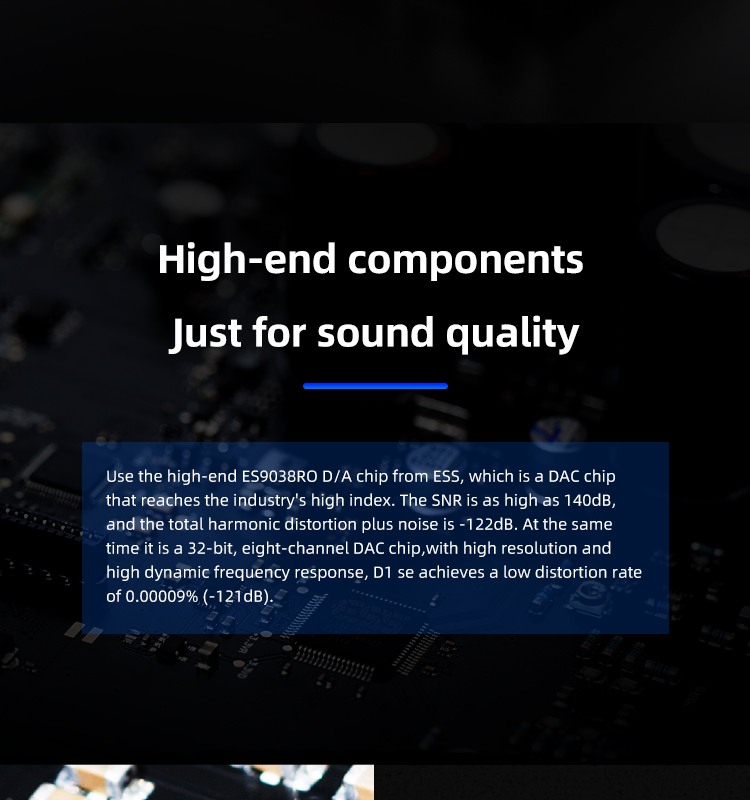 High-end components
Just for sound quality
Use the high-end ES9038RO D/A chip from ESS, which is a DAC chip
that reaches the industry's high index. The SNR is as high as 140dB,
and the total harmonic distortion plus noise is -122dB. At the same
time it is a 32-bit, eight-channel DAC chip,with high resolution and
high dynamic frequency response, D1 se achieves a low distortion rate
of 0.00009% (-121dB).